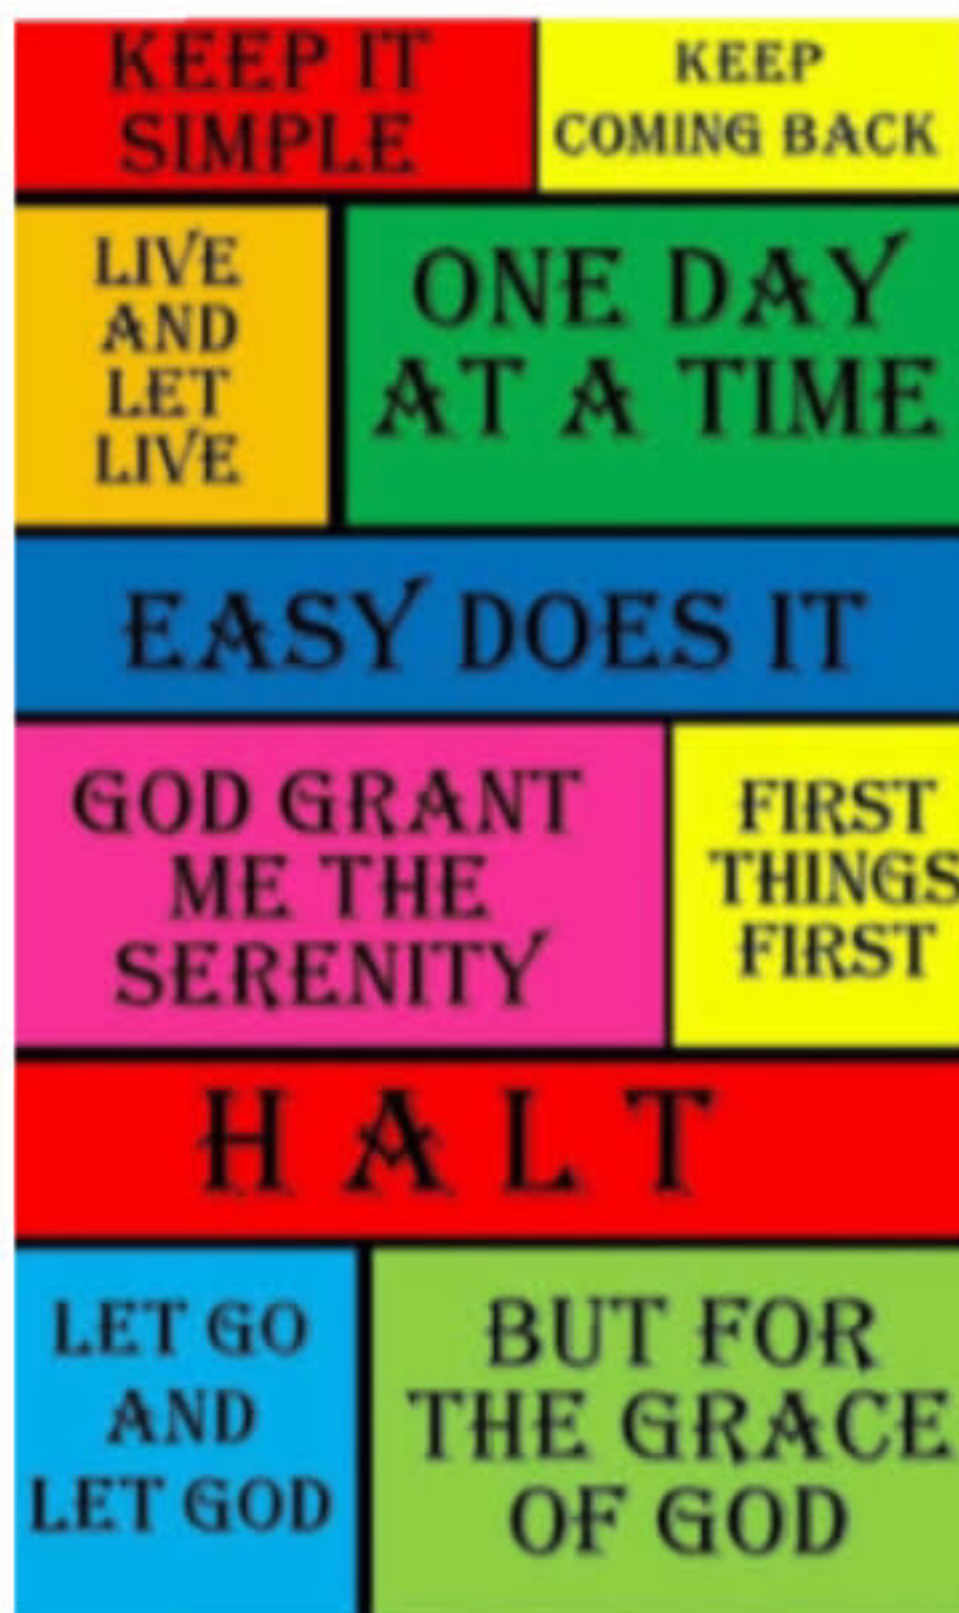 KEEP IT
SIMPLE
KEEP
COMING BACK
LIVE
AND
LET
LIVE
ONE DAY
AT A TIME
EASY DOES IT
GOD GRANT
ME THE
SERENITY
FIRST
THINGS
FIRST
H A L T
LET GO
AND
LET GOD
BUT FOR
THE GRACE
OF GOD